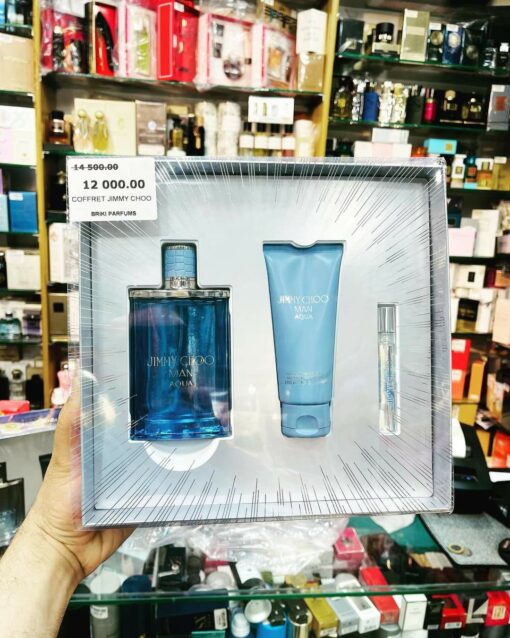 14 500.00
12 000.00
COFFRET JIMMY CHOO
BRIKI PARFUMS
JIMMY CHOO
MAN
AQUA
JIMMY CHOO
MAN
AQUA